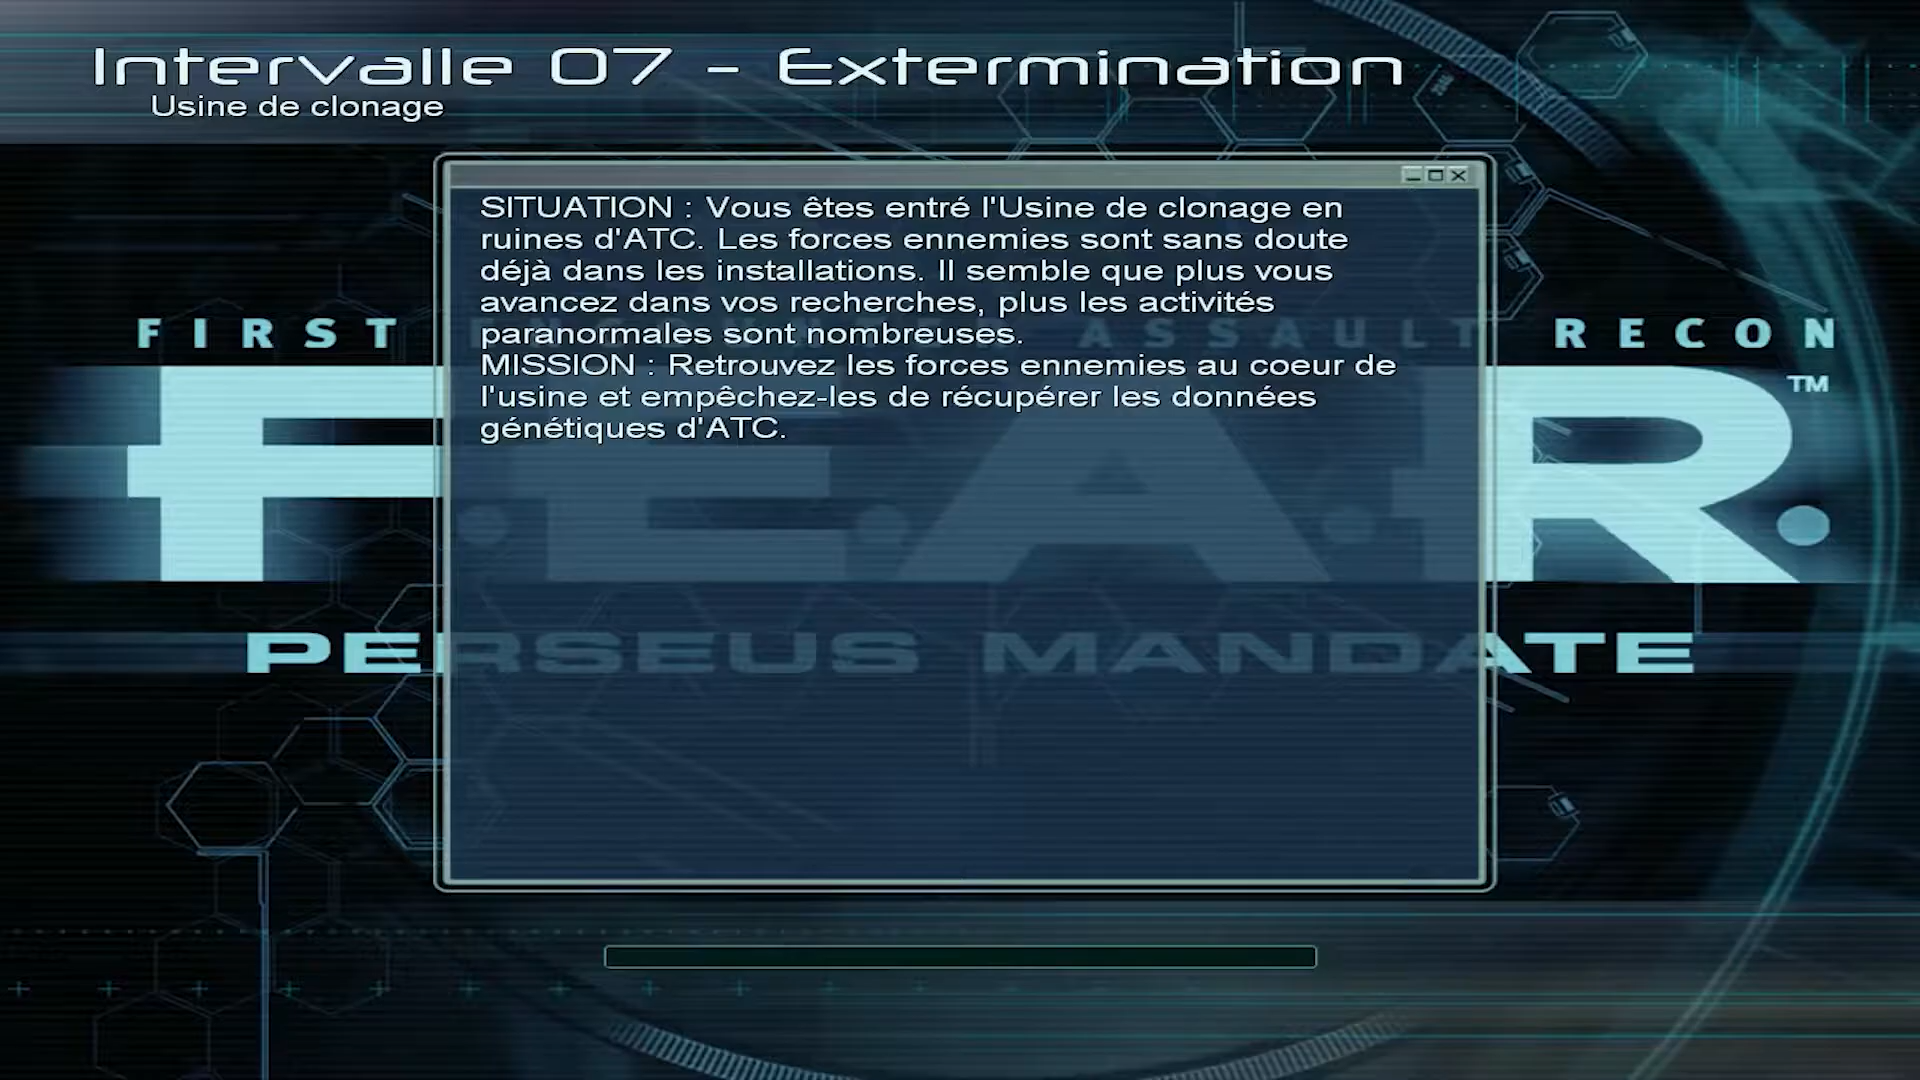 Intervalle 07 - Extermination
Usine de clonage
SITUATION : Vous êtes entré l'Usine de clonage en
ruines d'ATC. Les forces ennemies sont sans doute
déjà dans les installations. Il semble que plus vous
avancez dans vos recherches, plus les activités
paranormales sont nombreuses.
MISSION : Retrouvez les forces ennemies au coeur de
l'usine et empêchez-les de récupérer les données
génétiques d'ATC.
FIRST ASSAULT RECON
F.E.A.R.™
PERSEUS MANDATE